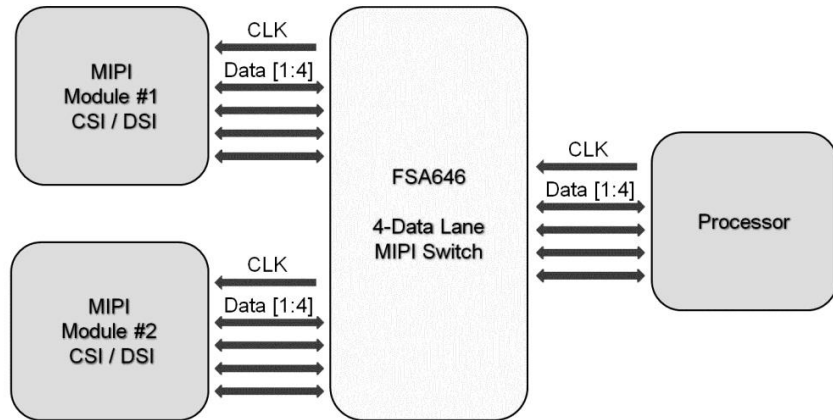 CLK
Data [1:4]
MIPI
Module #1
CSI / DSI
FSA646
4-Data Lane
MIPI Switch
CLK
Data [1:4]
Processor
CLK
Data [1:4]
MIPI
Module #2
CSI / DSI